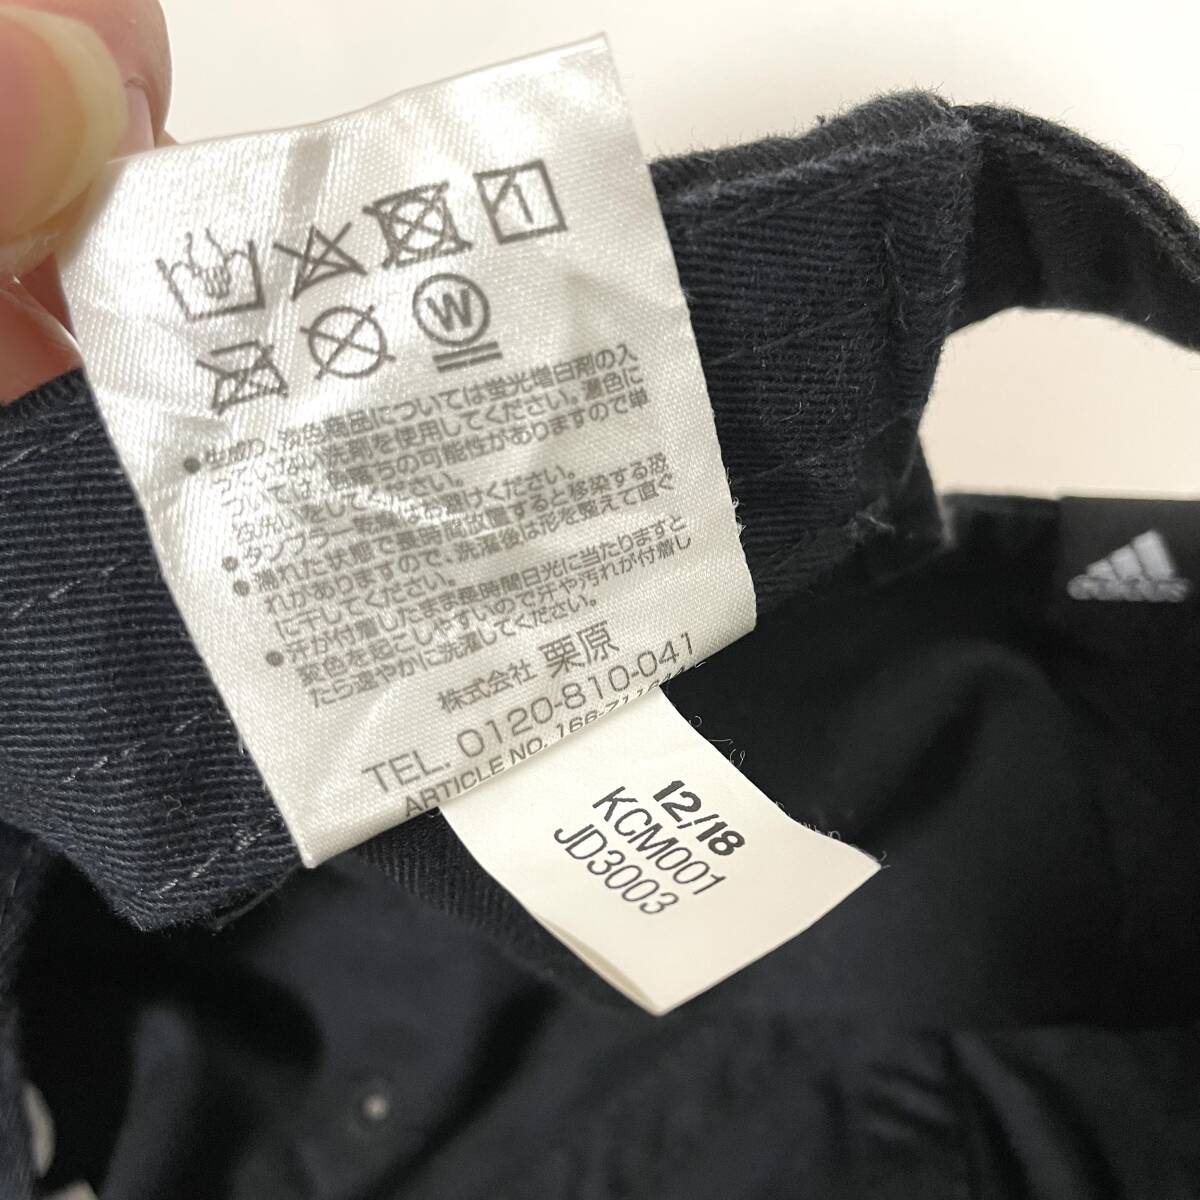 W
● 生成り、淡色商品については蛍光増白剤の入
っていない洗剤を使用してください。濃色に
ついては、色落ちの可能性がありますので単
独洗いをしてください。
● タンブラー乾燥はお避けください。
● 濡れた状態で長時間放置すると移染する恐
れがありますので、洗濯後は形を整えて直ぐ
に干してください。
● 汗が付着したまま長時間日光に当たりますと
変色を起こしやすいので汗や汚れが付着し
たら速やかに洗濯してください。
株式会社 栗原
TEL. 0120-810-041
ARTICLE NO.
12/18
KCM001
JD3003
adidas